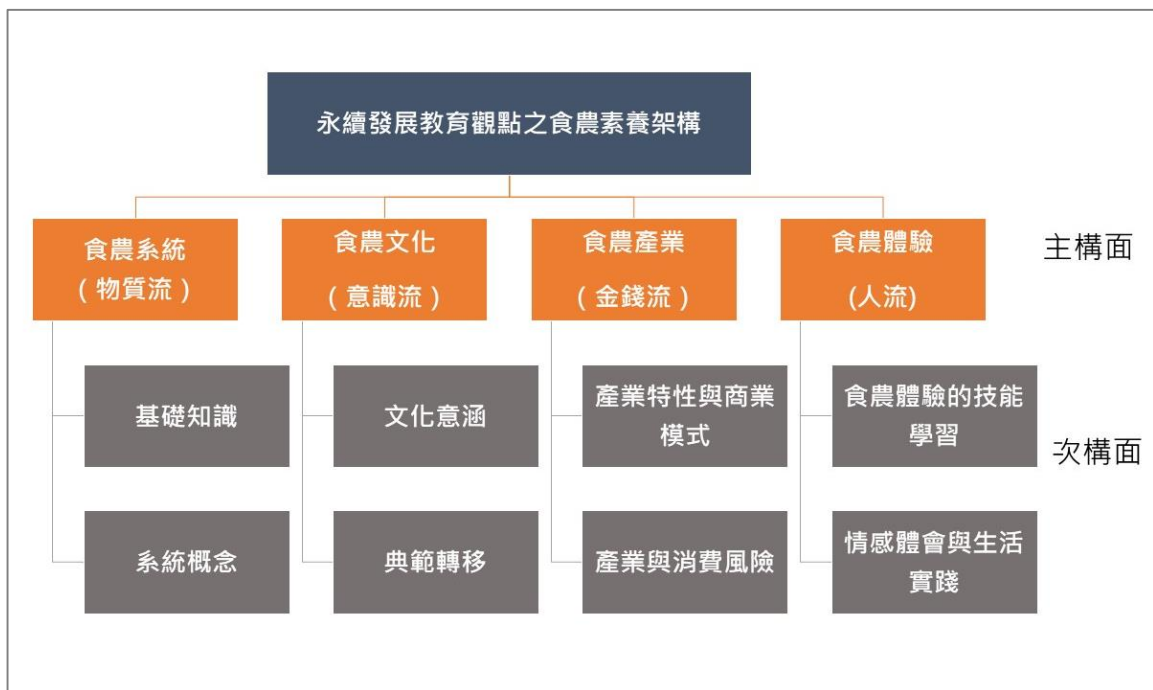 永續發展教育觀點之食農素養架構
食農系統
（物質流）
食農文化
（意識流）
食農產業
（金錢流）
食農體驗
(人流)
主構面
基礎知識
文化意涵
產業特性與商業
模式
食農體驗的技能
學習
次構面
系統概念
典範轉移
產業與消費風險
情感體會與生活
實踐